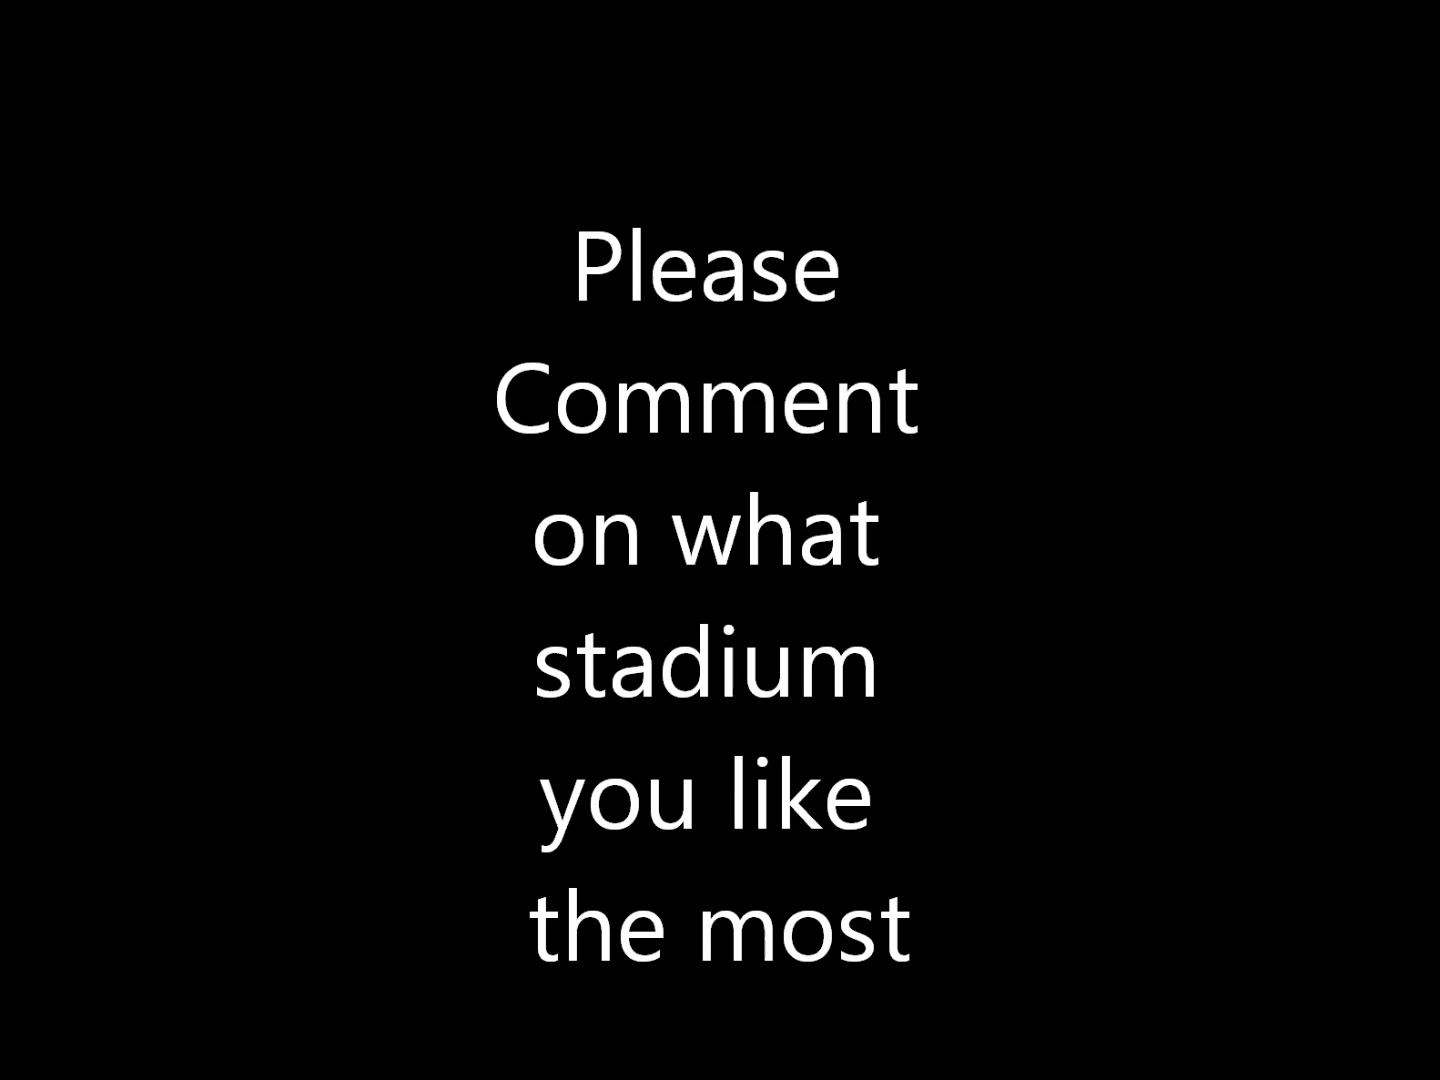 Please
Comment
on what
stadium
you like
the most